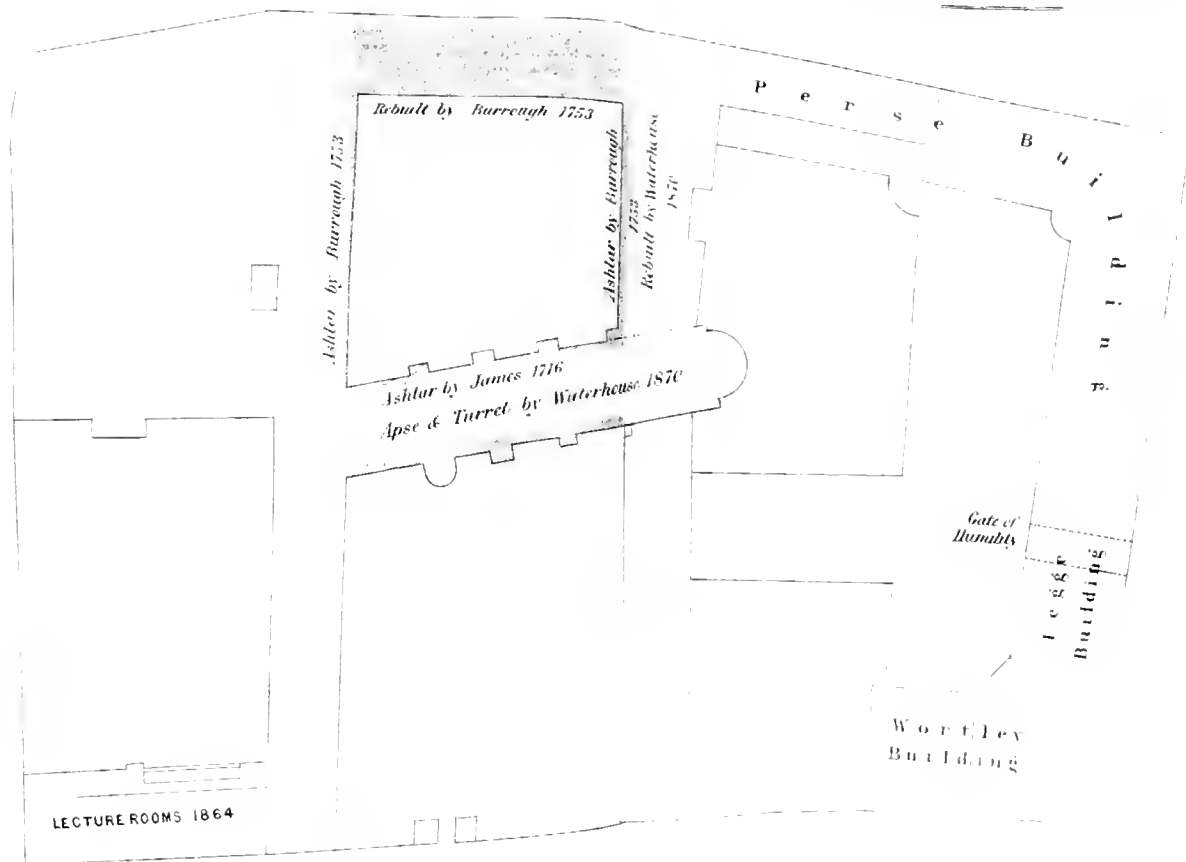 Perse Building
Rebuilt by Burrough 1753
Ashlar by Burrough 1753
Ashlar by Burrough
1753
Rebuilt by Waterhouse
1870
Ashlar by James 1716
Apse & Turret by Waterhouse 1870
Gate of
Humility
Legge
Building
Wortley
Building
LECTURE ROOMS 1864